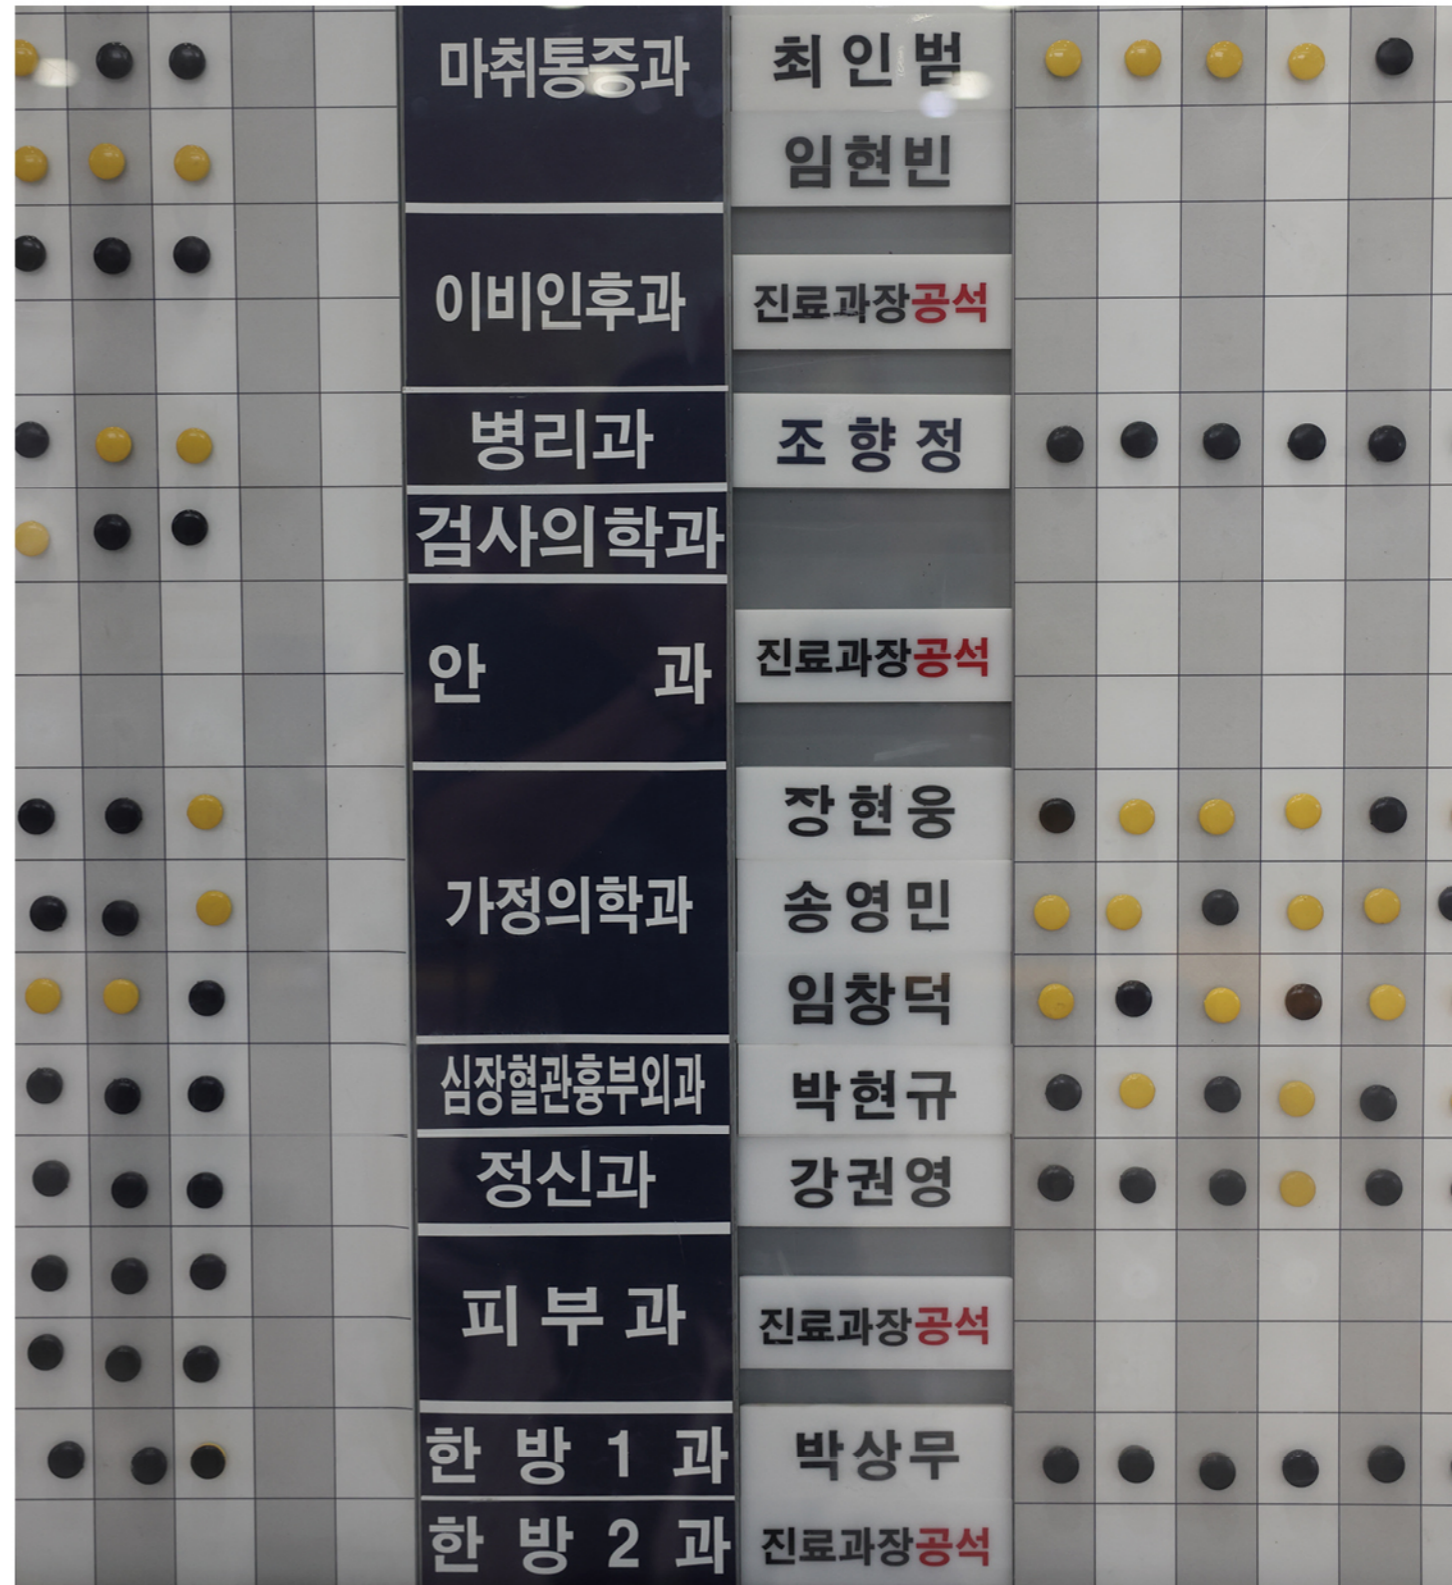 마취통증과 최인범
임현빈
이비인후과 진료과장공석
병리과 조향정
검사의학과
안과 진료과장공석
장현웅
가정의학과 송영민
임창덕
심장혈관흉부외과 박현규
정신과 강권영
피부과 진료과장공석
한방1과 박상무
한방2과 진료과장공석